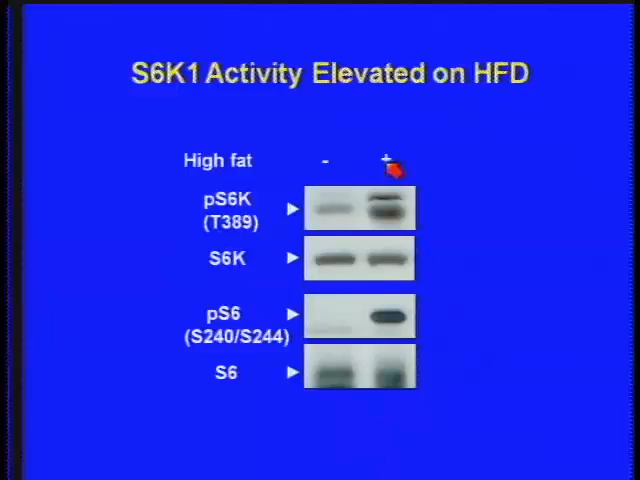 S6K1 Activity Elevated on HFD
High fat - +
pS6K
(T389)
S6K
pS6
(S240/S244)
S6